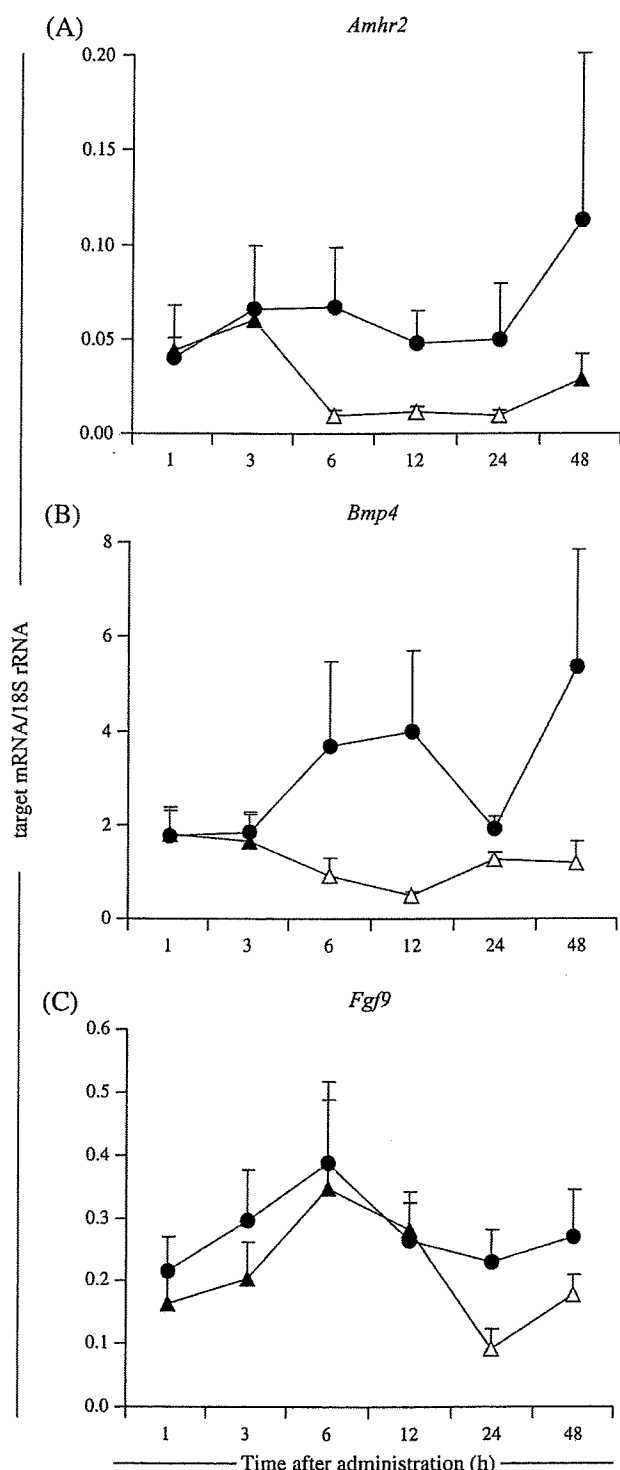 (A)
Amhr2
0.20
0.15
0.10
0.05
0.00
1 3 6 12 24 48
(B)
Bmp4
8
6
4
2
0
1 3 6 12 24 48
target mRNA/18S rRNA
(C)
Fgf9
0.6
0.5
0.4
0.3
0.2
0.1
0.0
1 3 6 12 24 48
Time after administration (h)